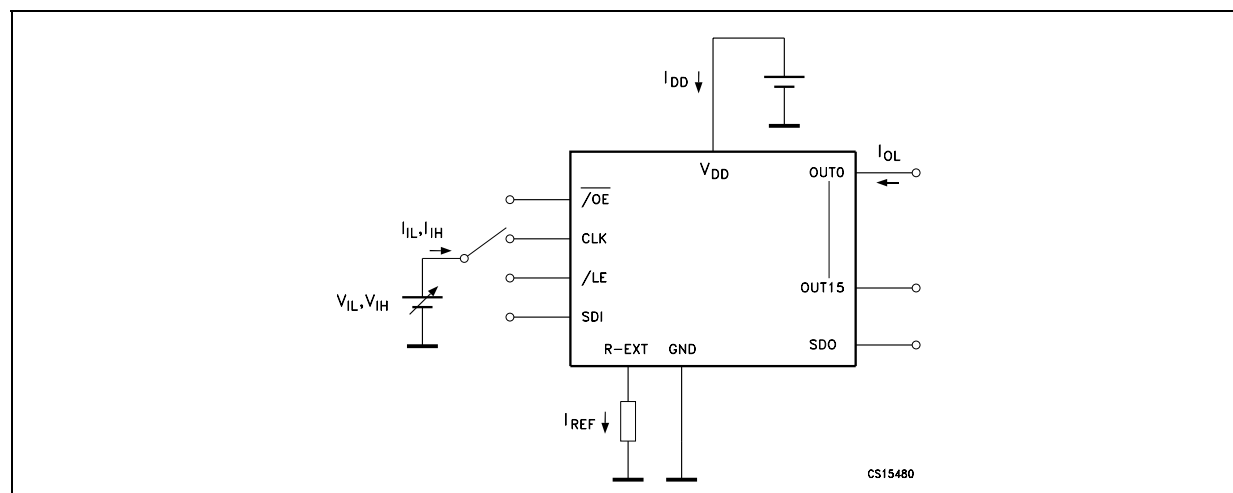 I_DD
V_DD
OUT0
I_OL
/OE
I_IL,I_IH
CLK
/LE
OUT15
V_IL,V_IH
SDI
R-EXT GND
SDO
I_REF
CS15480